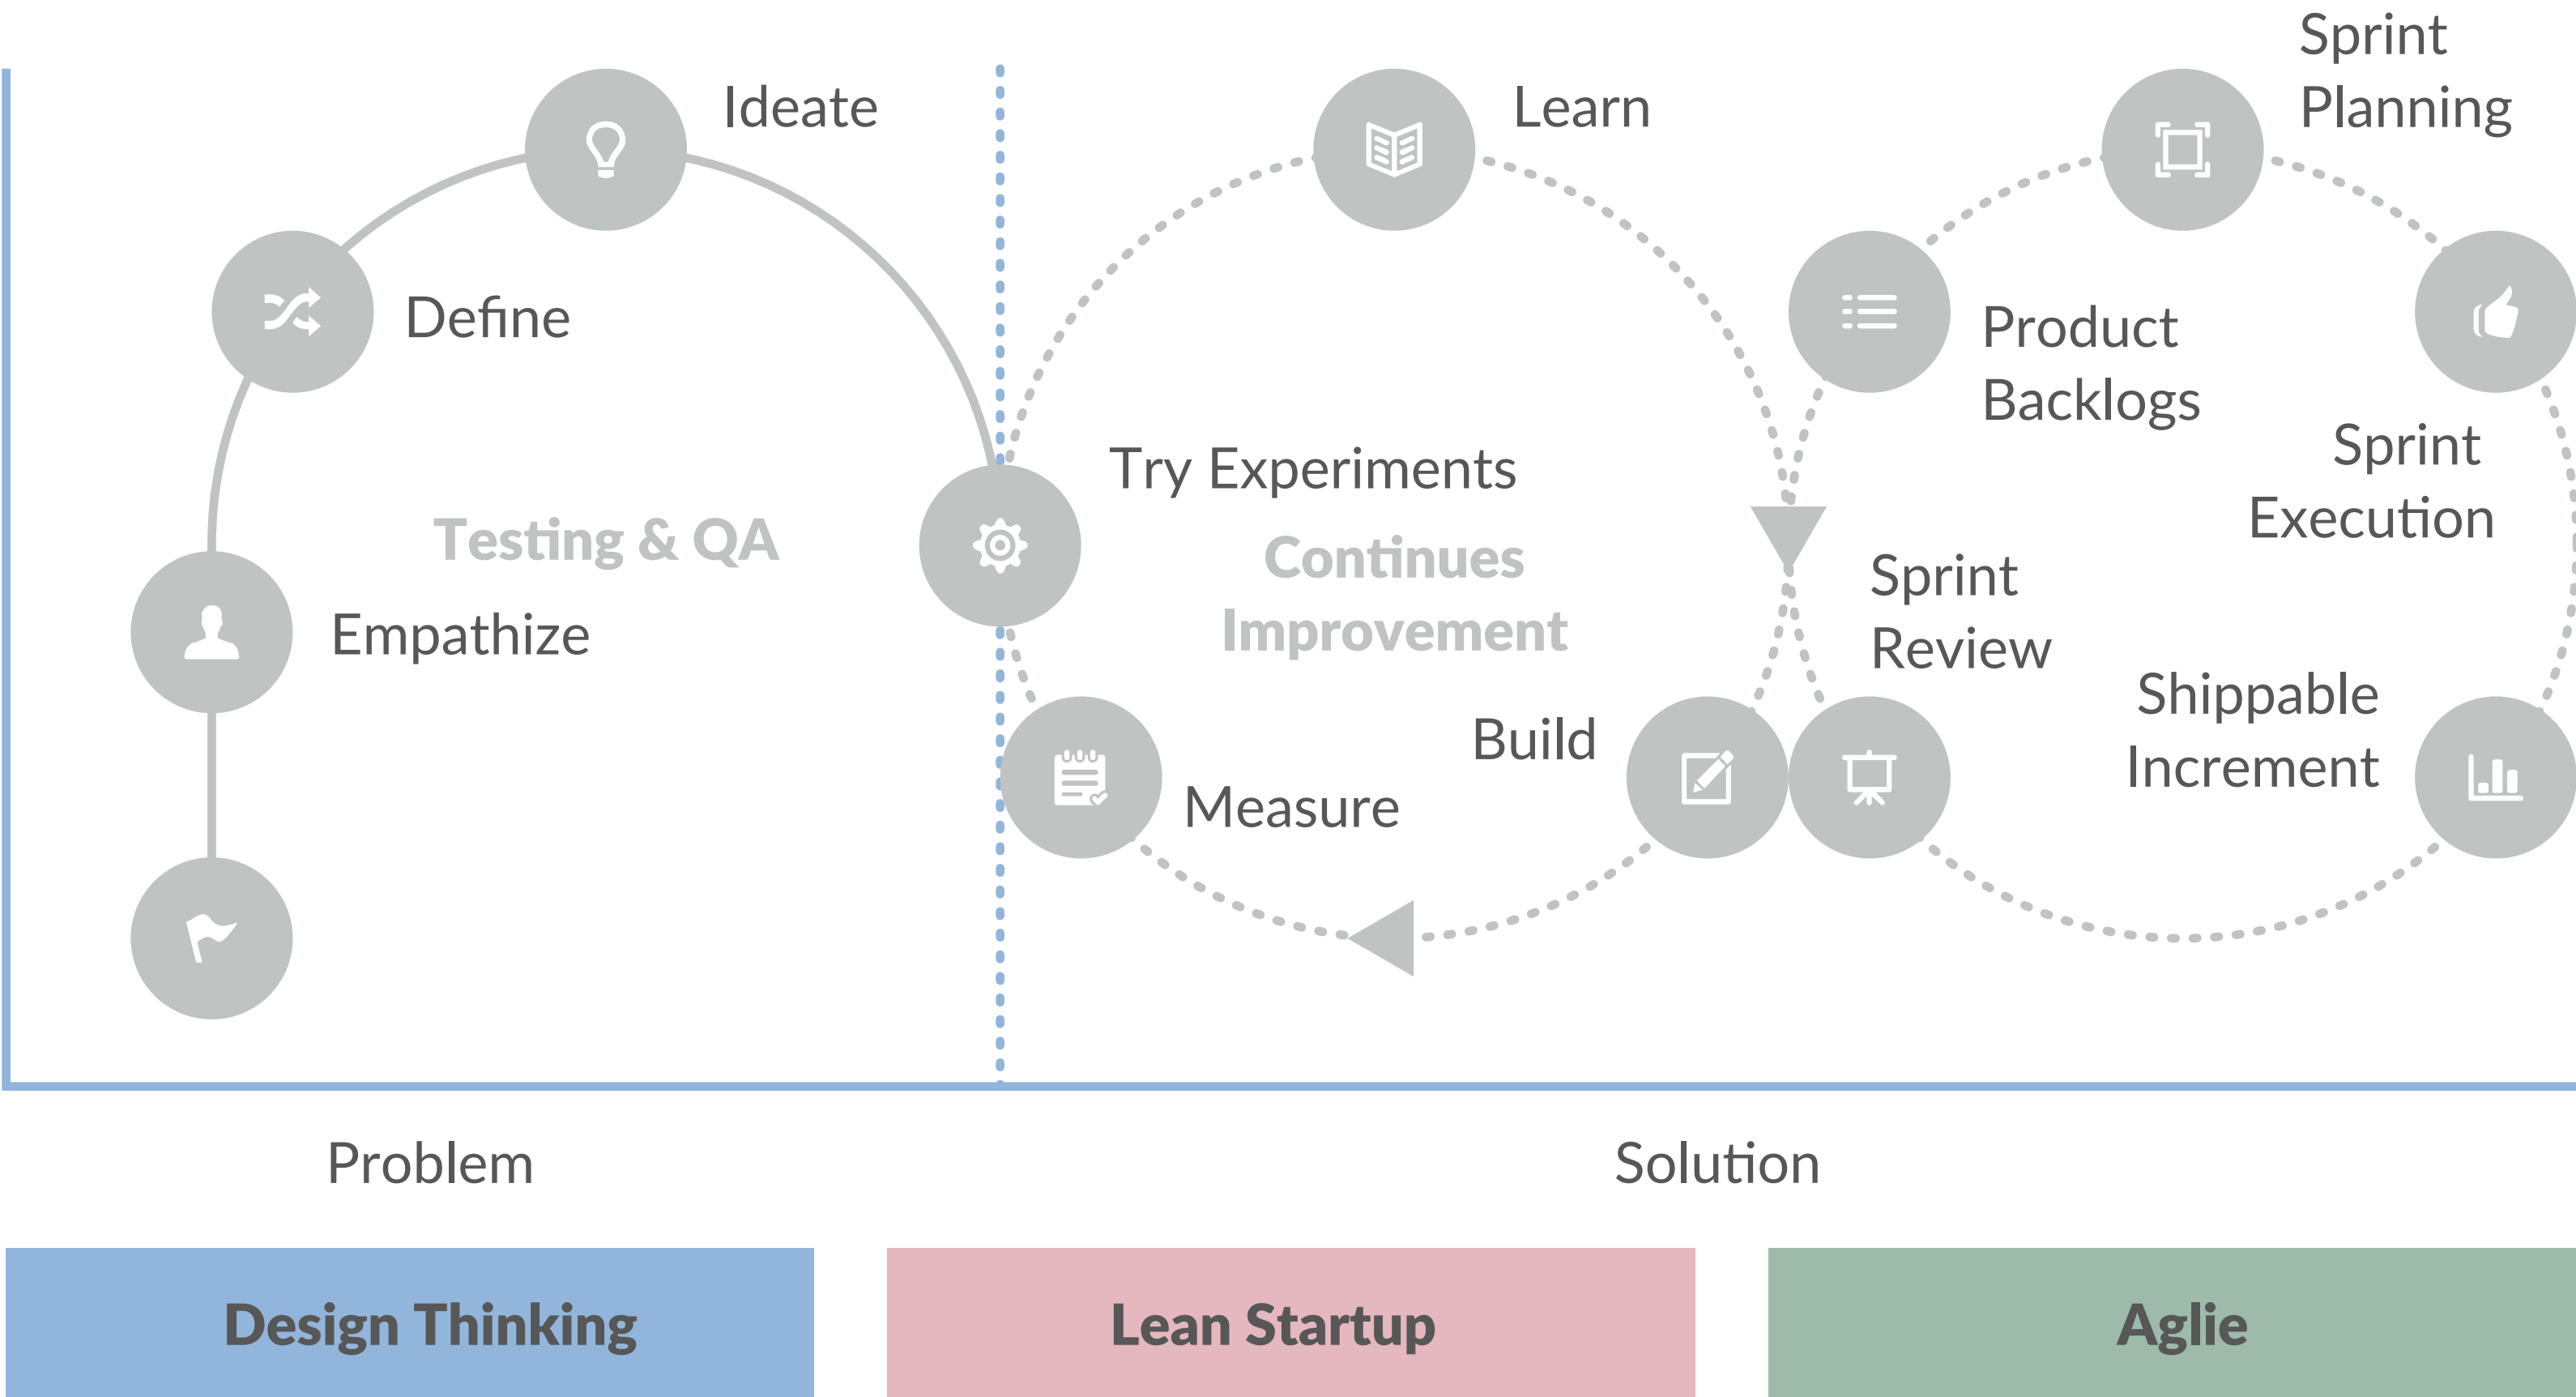 Ideate
Define
Testing & QA
Empathize
Learn
Try Experiments
Continues
Improvement
Build
Measure
Sprint
Planning
Product
Backlogs
Sprint
Execution
Sprint
Review
Shippable
Increment
Problem
Solution
Design Thinking
Lean Startup
Aglie